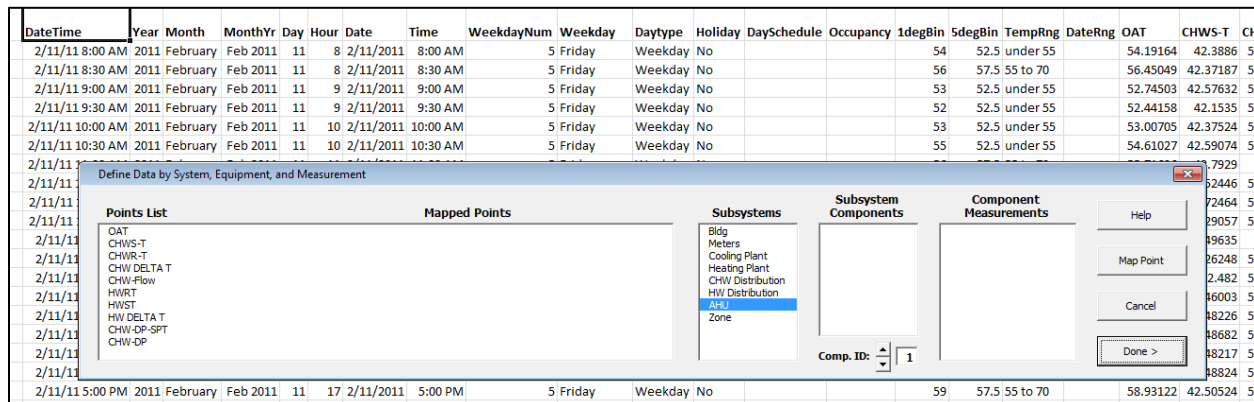 DateTime Year Month MonthYr Day Hour Date Time WeekdayNum Weekday Daytype Holiday DaySchedule Occupancy 1degBin 5degBin TempRng DateRng OAT CHWS-T
2/11/11 8:00 AM 2011 February Feb 2011 11 8 2/11/2011 8:00 AM 5 Friday Weekday No 54 52.5 under 55 54.19164 42.3886 5
2/11/11 8:30 AM 2011 February Feb 2011 11 8 2/11/2011 8:30 AM 5 Friday Weekday No 56 57.5 55 to 70 56.45049 42.37187 5
2/11/11 9:00 AM 2011 February Feb 2011 11 9 2/11/2011 9:00 AM 5 Friday Weekday No 53 52.5 under 55 52.74503 42.57632 5
2/11/11 9:30 AM 2011 February Feb 2011 11 9 2/11/2011 9:30 AM 5 Friday Weekday No 52 52.5 under 55 52.44158 42.1535 5
2/11/11 10:00 AM 2011 February Feb 2011 11 10 2/11/2011 10:00 AM 5 Friday Weekday No 53 52.5 under 55 53.00705 42.37524 5
2/11/11 10:30 AM 2011 February Feb 2011 11 10 2/11/2011 10:30 AM 5 Friday Weekday No 55 52.5 under 55 54.61027 42.59074 5
Define Data by System, Equipment, and Measurement
Points List Mapped Points Subsystems Subsystem Components Component Measurements
OAT
CHWS-T
CHWR-T
CHW DELTA T
CHW-Flow
HWRT
HWST
HW DELTA T
CHW-DP-SPT
CHW-DP
Bldg
Meters
Cooling Plant
Heating Plant
CHW Distribution
HW Distribution
AHU
Zone
Comp. ID: 1
Help
Map Point
Cancel
Done >
2/11/11 5:00 PM 2011 February Feb 2011 11 17 2/11/2011 5:00 PM 5 Friday Weekday No 59 57.5 55 to 70 58.93122 42.50524 5